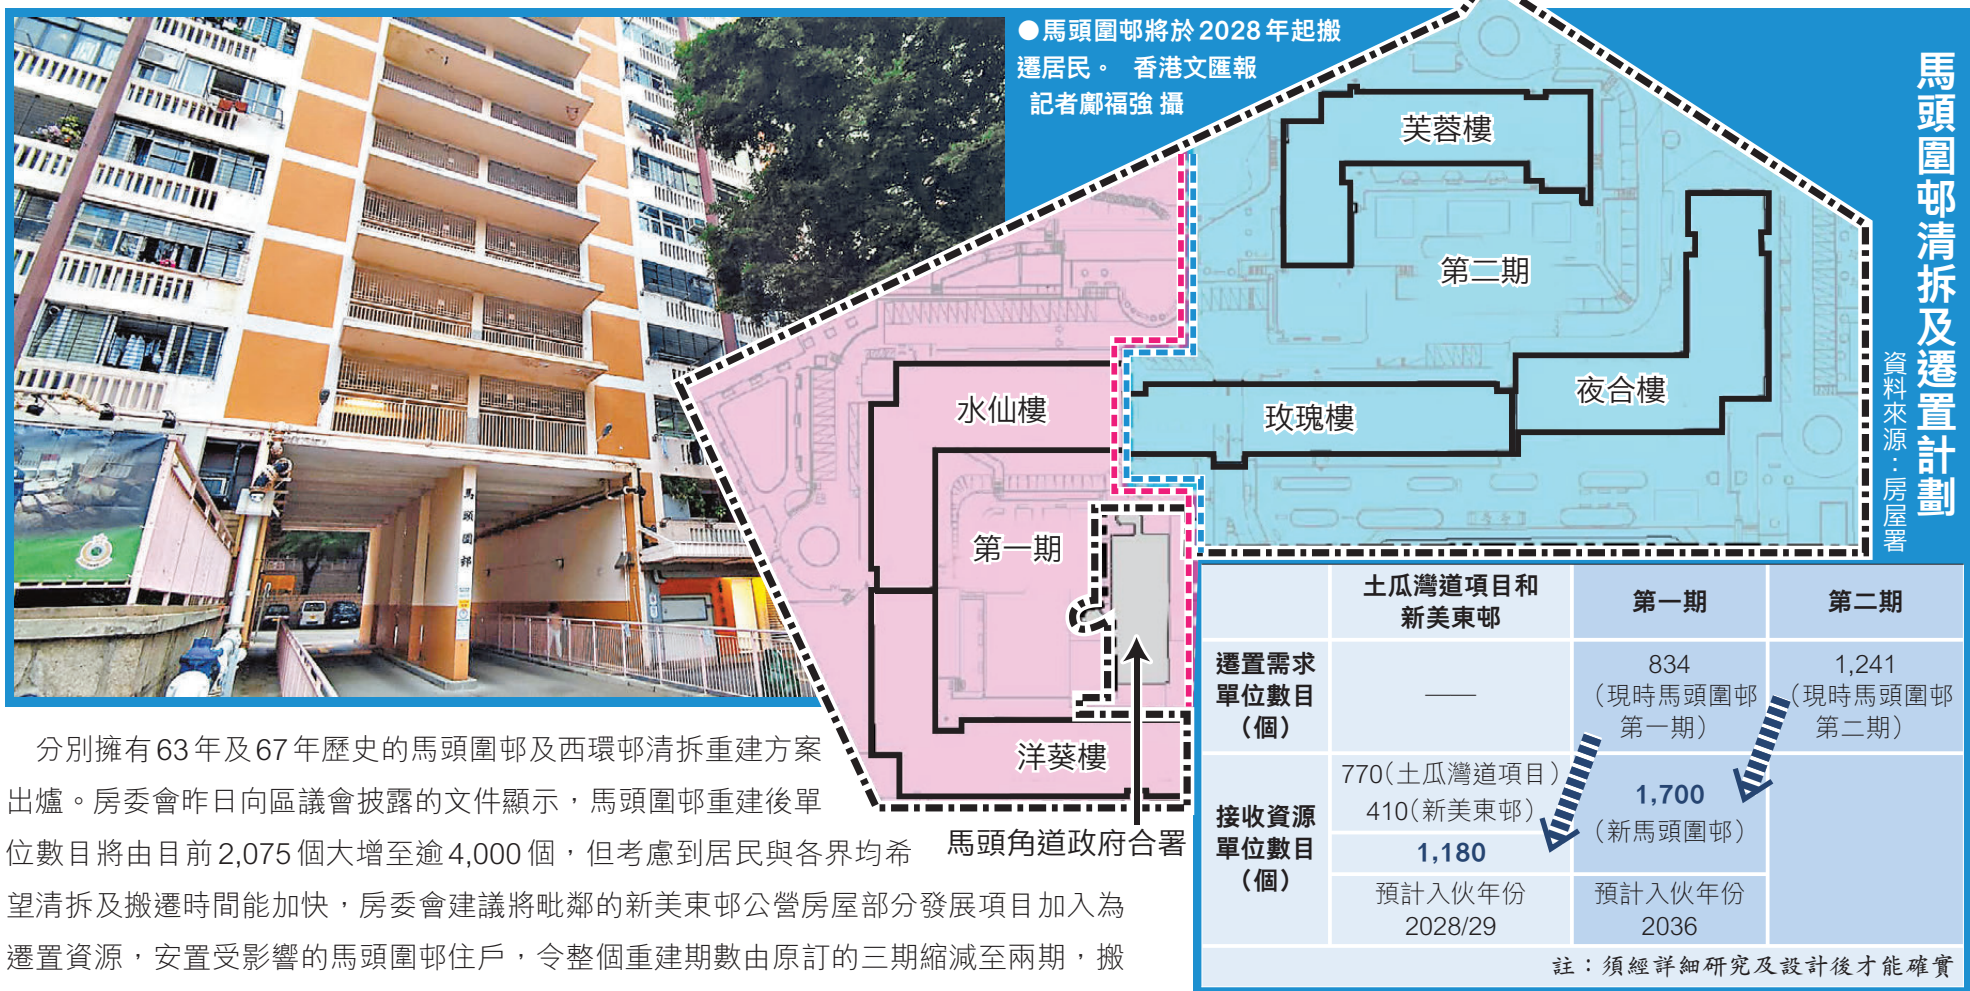 ●馬頭圍邨將於2028年起搬
遷居民。 香港文匯報
記者鄺福強 攝
馬頭圍邨清拆及遷置計劃
資料來源：房屋署
芙蓉樓
第二期
夜合樓
玫瑰樓
水仙樓
第一期
洋葵樓
馬頭角道政府合署
馬頭圍邨
土瓜灣道項目和
新美東邨
第一期
第二期
遷置需求
單位數目
（個）
——
834
（現時馬頭圍邨
第一期）
1,241
（現時馬頭圍邨
第二期）
接收資源
單位數目
（個）
770（土瓜灣道項目）
410（新美東邨）
1,180
預計入伙年份
2028/29
1,700
（新馬頭圍邨）
預計入伙年份
2036
註：須經詳細研究及設計後才能確實
分別擁有63年及67年歷史的馬頭圍邨及西環邨清拆重建方案
出爐。房委會昨日向區議會披露的文件顯示，馬頭圍邨重建後單
位數目將由目前2,075個大增至逾4,000個，但考慮到居民與各界均希
望清拆及搬遷時間能加快，房委會建議將毗鄰的新美東邨公營房屋部分發展項目加入為
遷置資源，安置受影響的馬頭圍邨住戶，令整個重建期數由原訂的三期縮減至兩期，搬